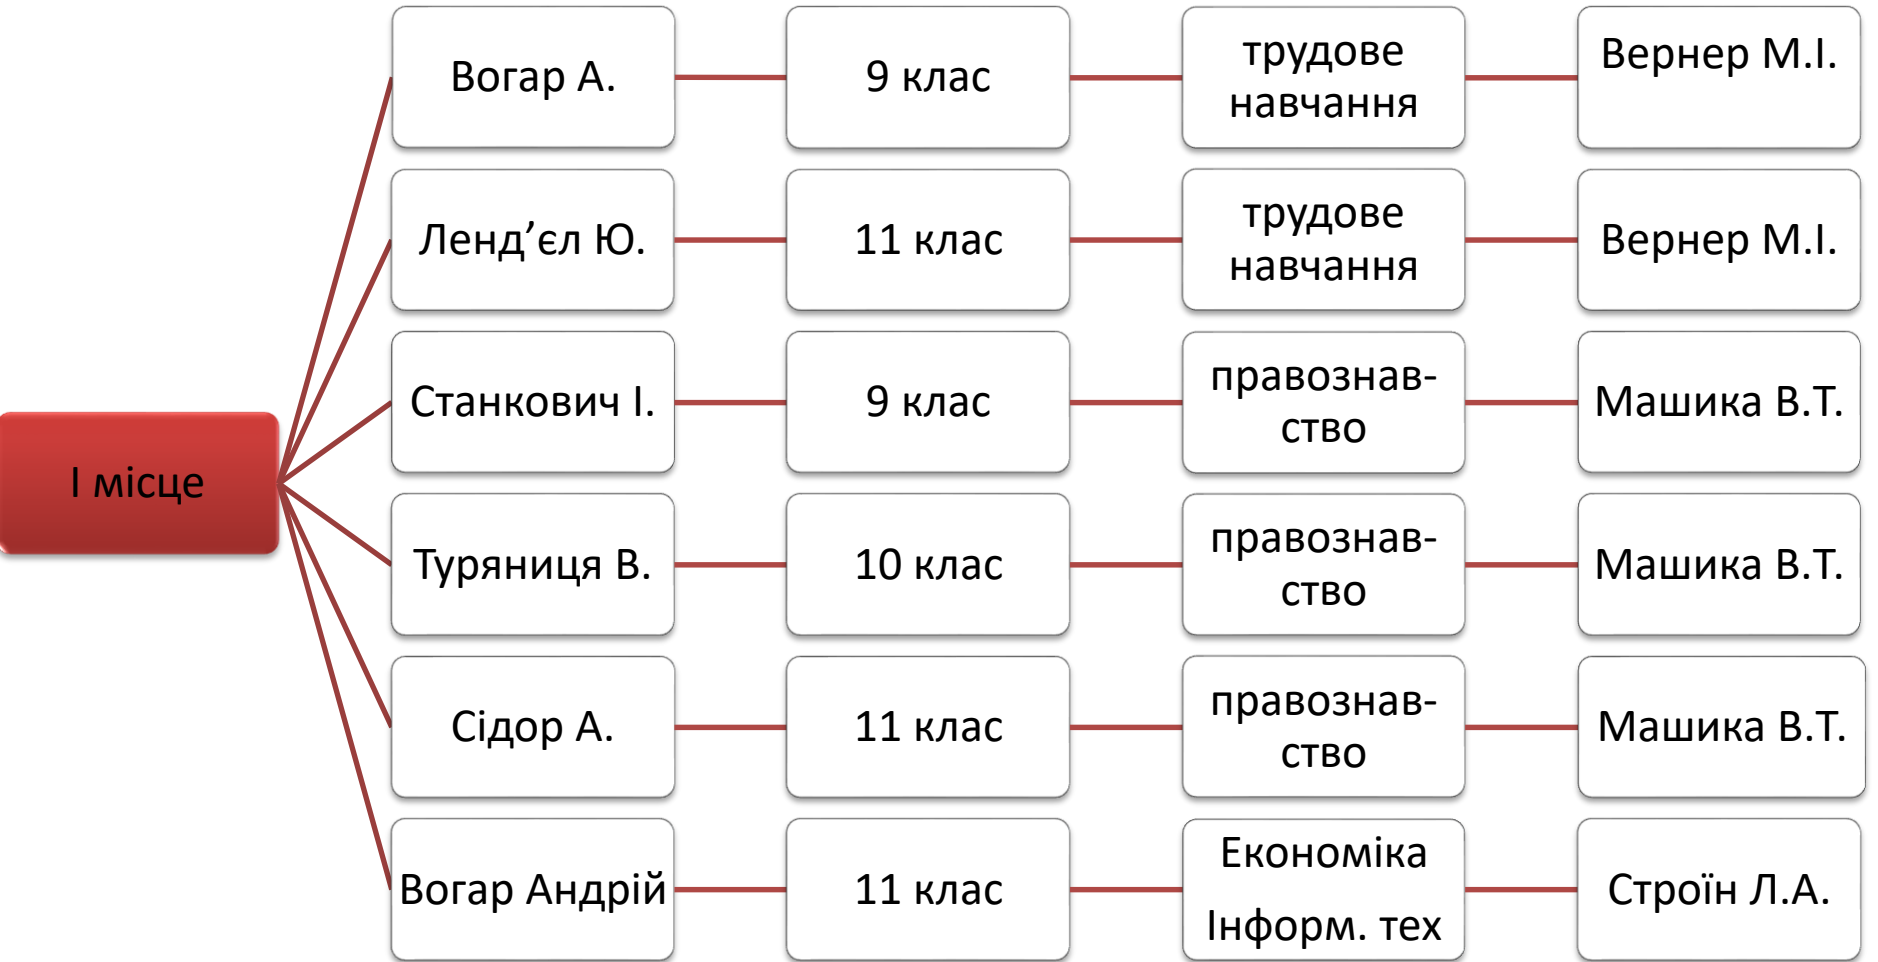 І місце
Вогар А.
9 клас
трудове
навчання
Вернер М.І.
Ленд’єл Ю.
11 клас
трудове
навчання
Вернер М.І.
Станкович І.
9 клас
правознав-
ство
Машика В.Т.
Туряниця В.
10 клас
правознав-
ство
Машика В.Т.
Сідор А.
11 клас
правознав-
ство
Машика В.Т.
Вогар Андрій
11 клас
Економіка
Інформ. тех
Строїн Л.А.